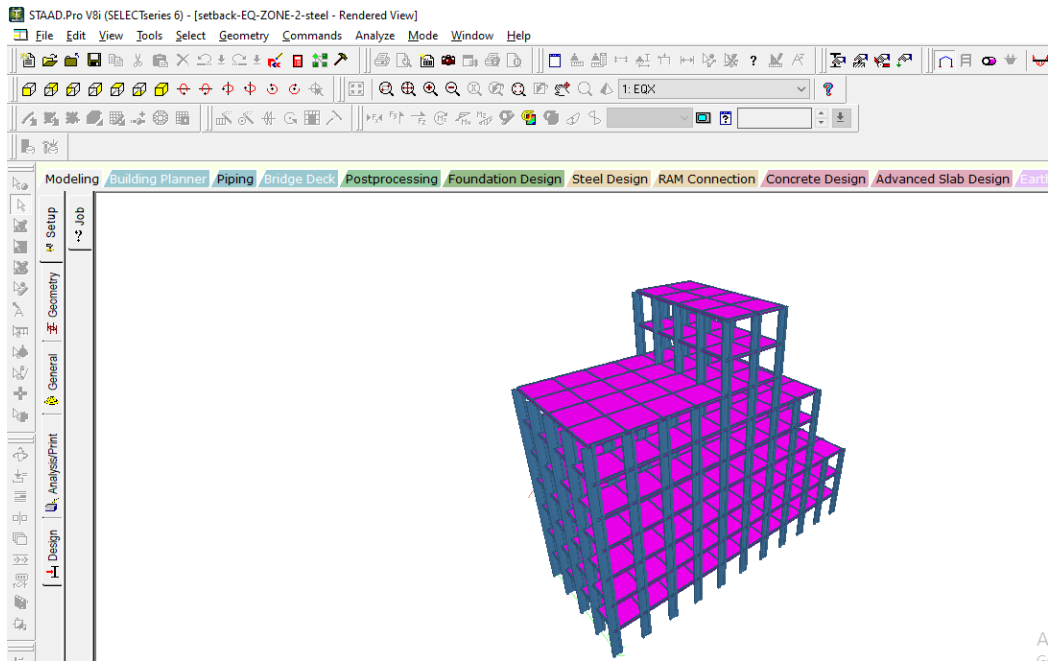 STAAD.Pro V8i (SELECTseries 6) - [setback-EQ-ZONE-2-steel - Rendered View]
File Edit View Tools Select Geometry Commands Analyze Mode Window Help
1: EQX
Modeling Building Planner Piping Bridge Deck Postprocessing Foundation Design Steel Design RAM Connection Concrete Design Advanced Slab Design Earth
Setup
Job
Geometry
General
Analysis/Print
Design